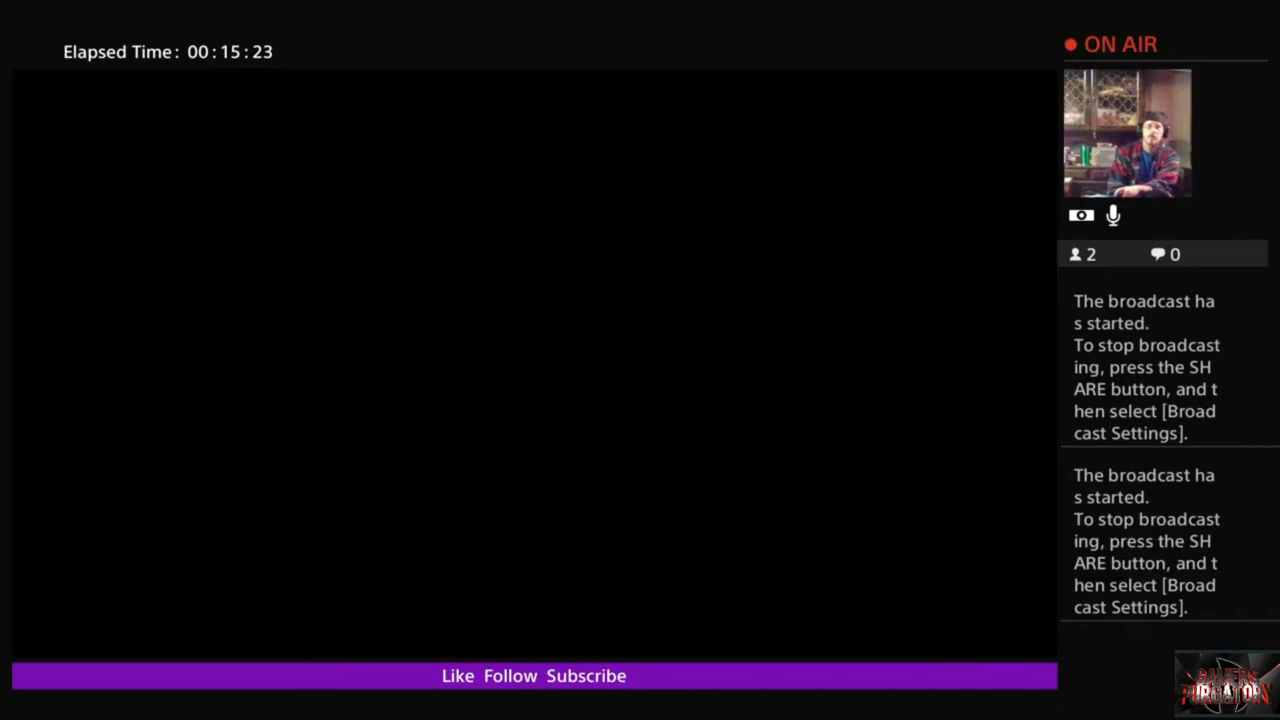 Elapsed Time: 00:15:23
ON AIR
2 0
The broadcast ha
s started.
To stop broadcast
ing, press the SH
ARE button, and t
hen select [Broad
cast Settings].
The broadcast ha
s started.
To stop broadcast
ing, press the SH
ARE button, and t
hen select [Broad
cast Settings].
Like Follow Subscribe
GAMERS
PURGATORY